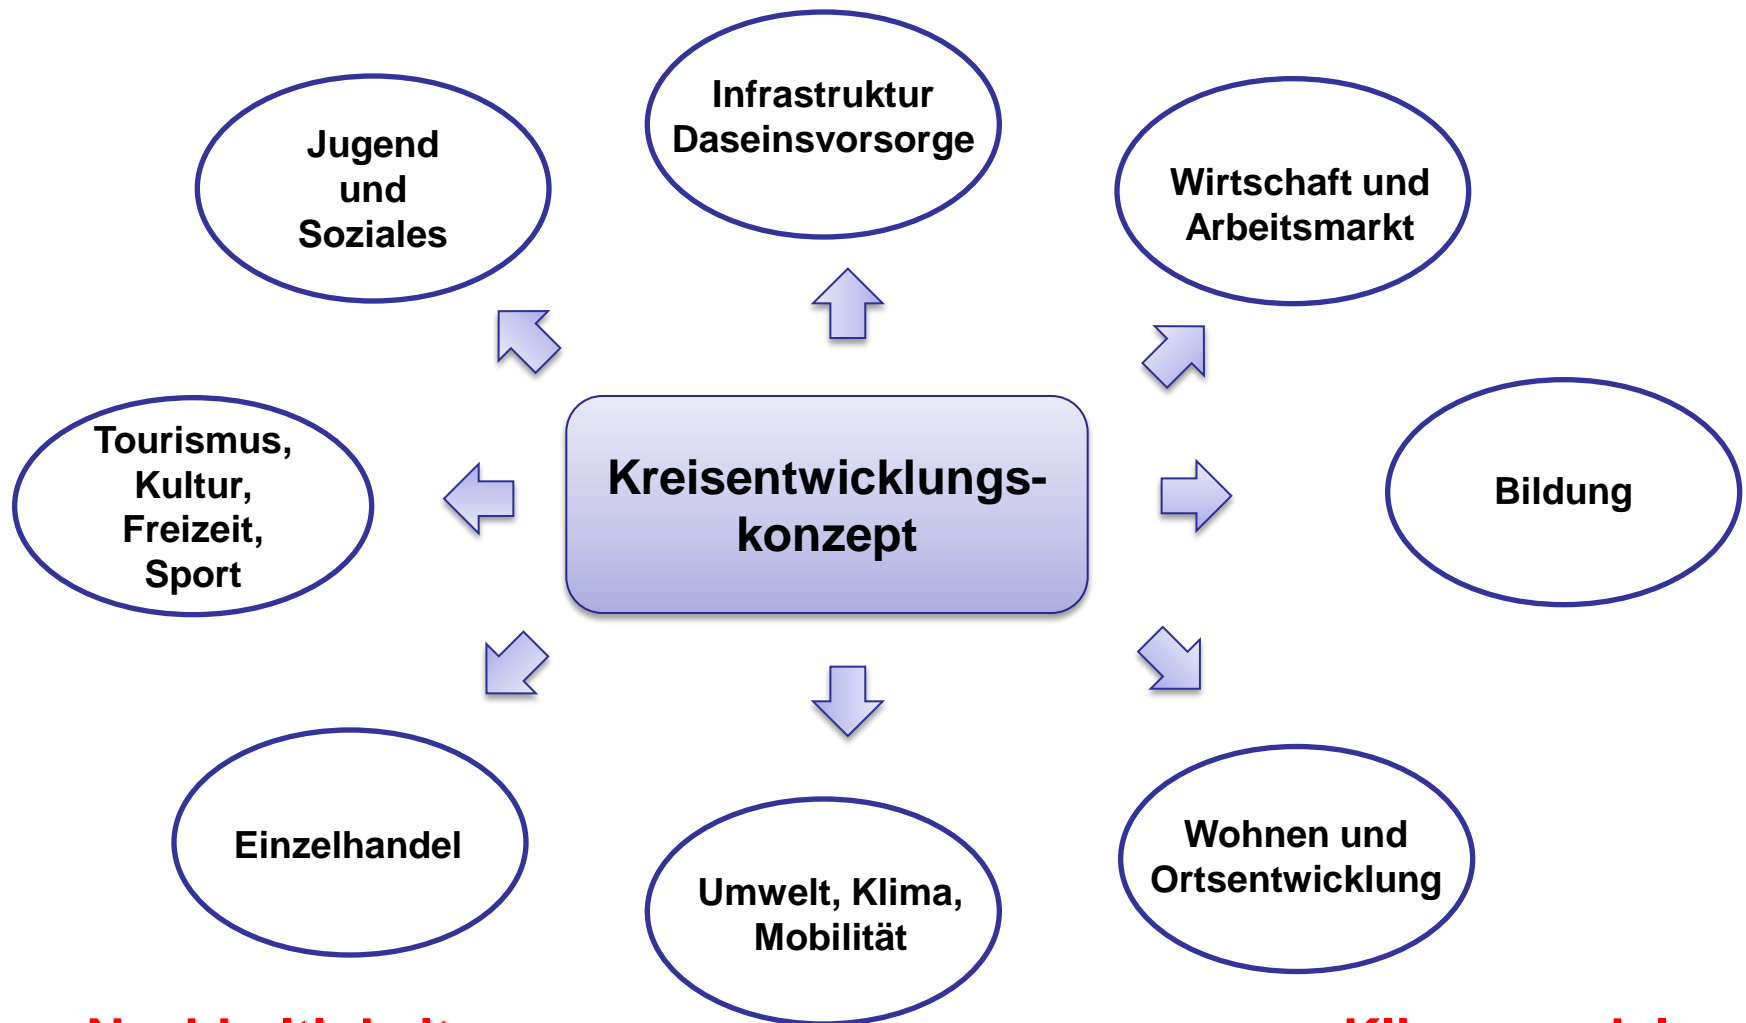 Infrastruktur
Daseinsvorsorge
Jugend
und
Soziales
Wirtschaft und
Arbeitsmarkt
Tourismus,
Kultur,
Freizeit,
Sport
Kreisentwicklungs-
konzept
Bildung
Einzelhandel
Umwelt, Klima,
Mobilität
Wohnen und
Ortsentwicklung